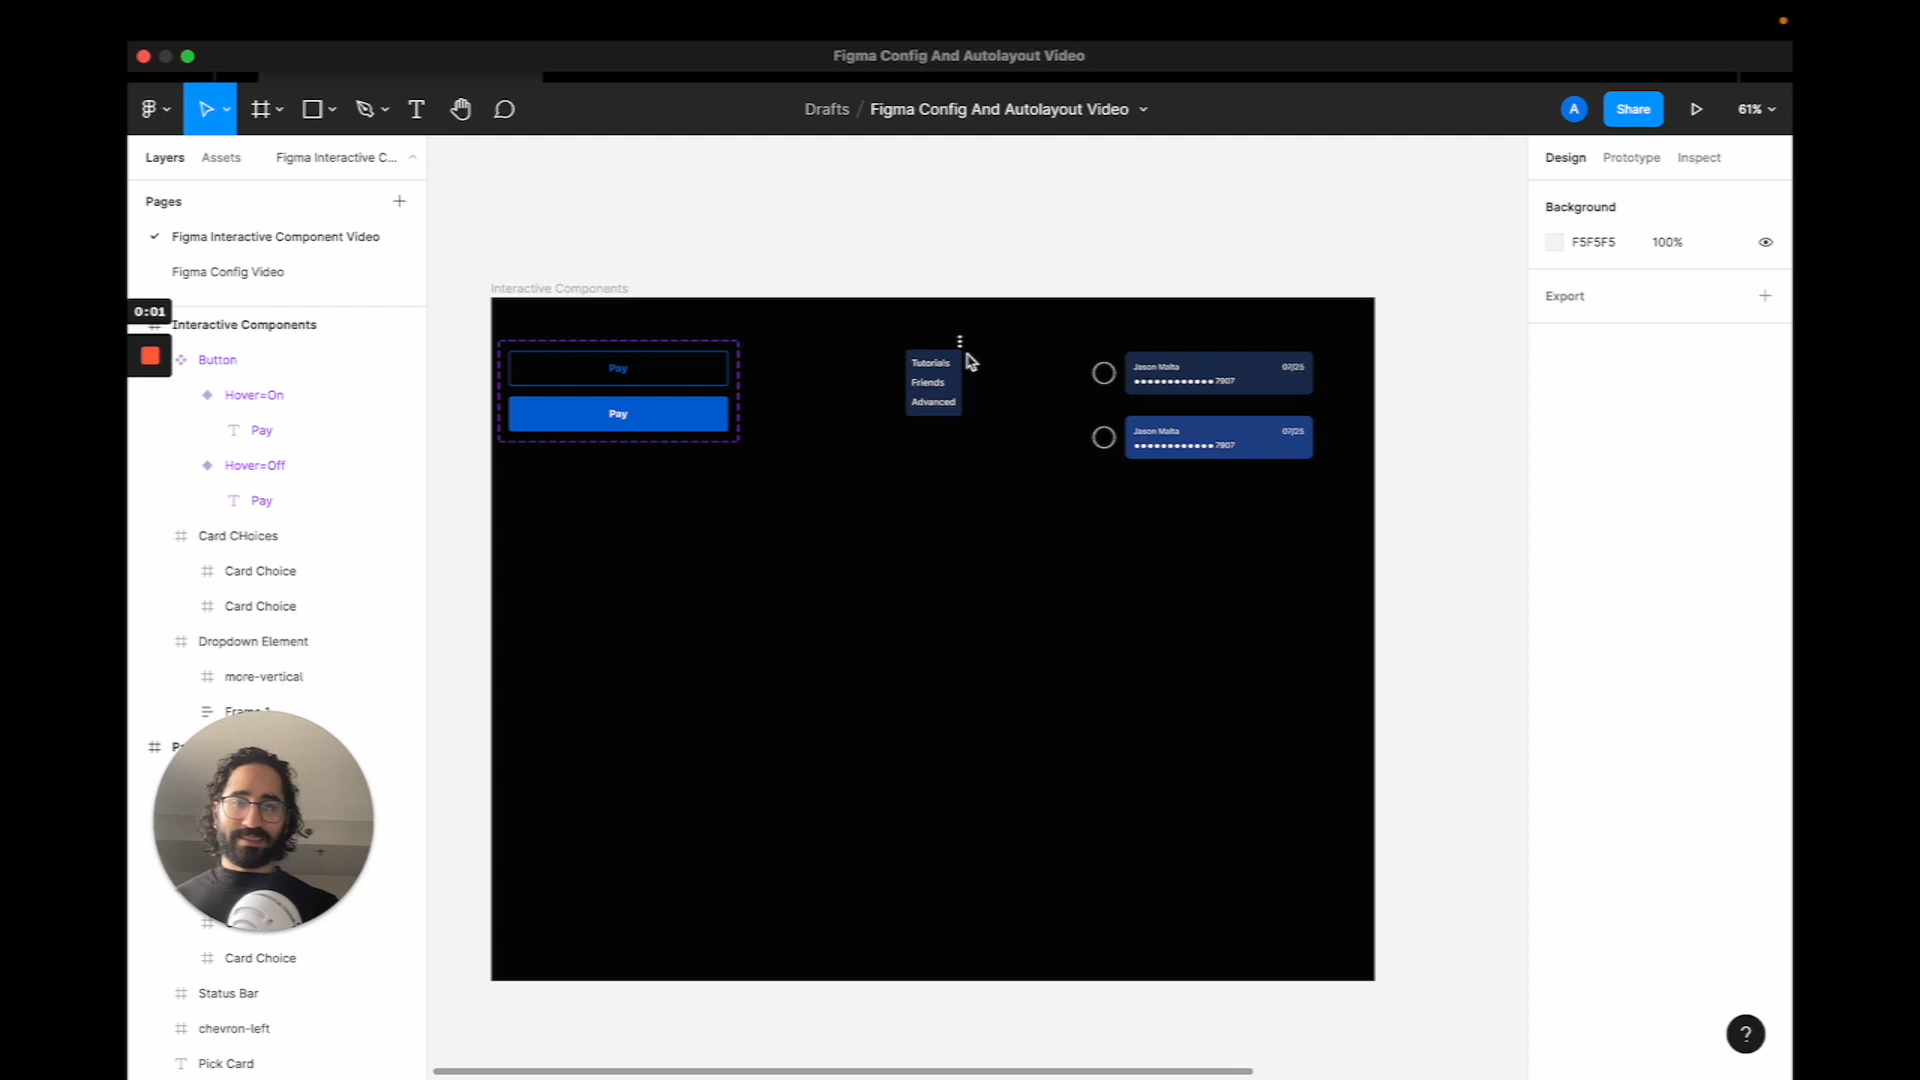 Figma Config And Autolayout Video
Drafts / Figma Config And Autolayout Video
A
Share
61%
Layers
Assets
Figma Interactive C...
Design
Prototype
Inspect
Pages
Figma Interactive Component Video
Figma Config Video
0:01
Interactive Components
Button
Hover=On
Pay
Hover=Off
Pay
Card CHoices
Card Choice
Card Choice
Dropdown Element
more-vertical
Frame 1
Card Choice
Status Bar
chevron-left
Pick Card
Interactive Components
Pay
Pay
Tutorials
Friends
Advanced
Jason Malta
07/25
●●●●●●●●●●●● 7907
Jason Malta
07/25
●●●●●●●●●●●● 7907
Background
F5F5F5
100%
Export
?